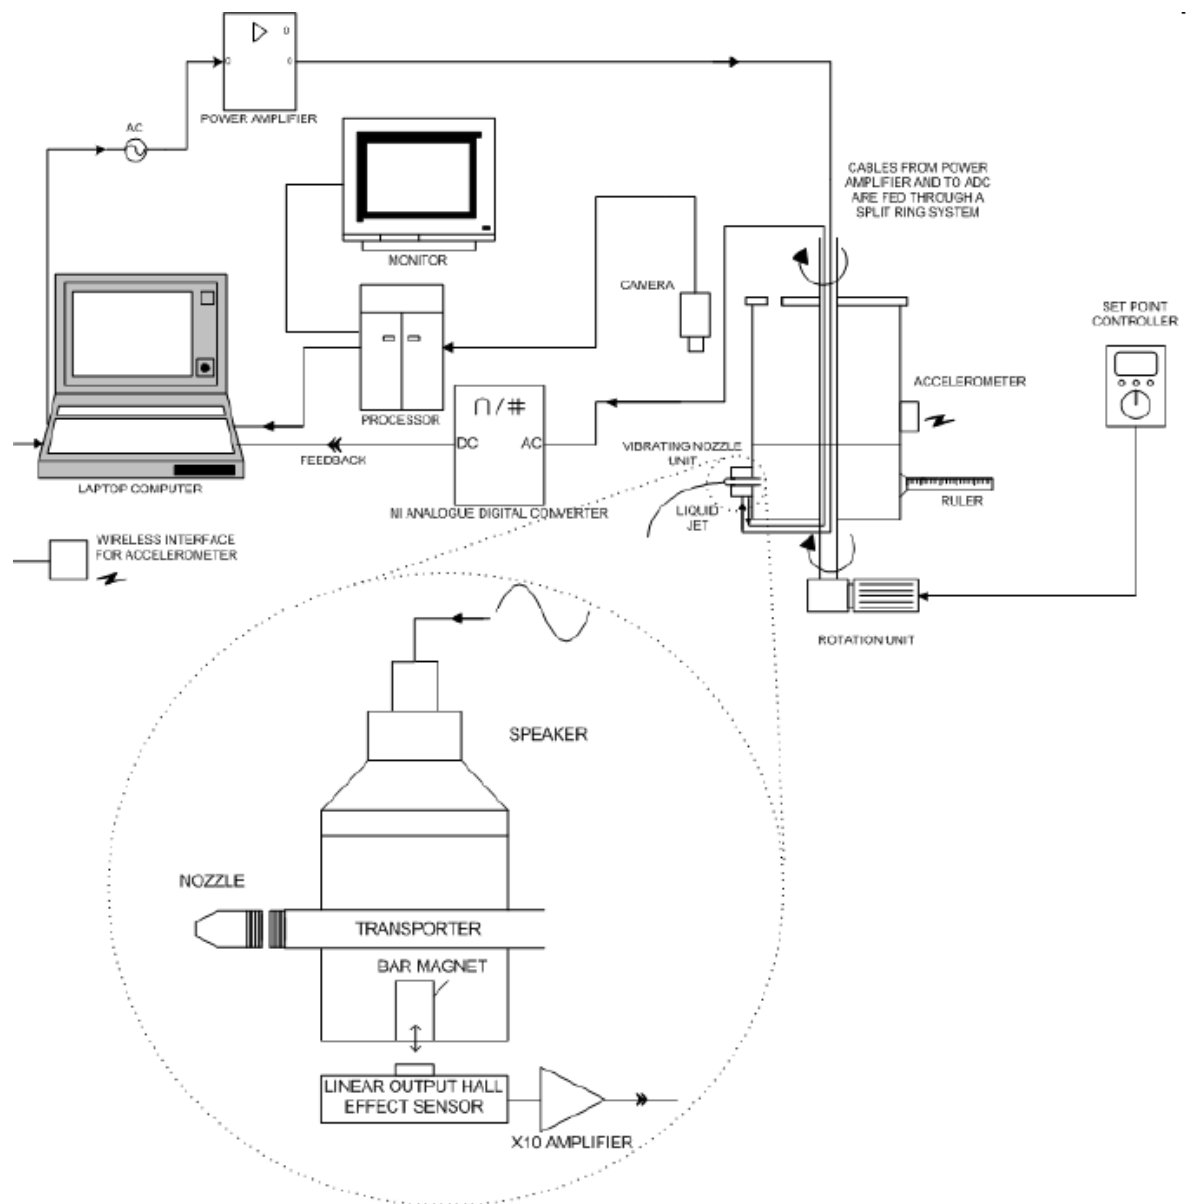 POWER AMPLIFIER
AC
MONITOR
CAMERA
CABLES FROM POWER
AMPLIFIER AND TO ADC
ARE FED THROUGH A
SPLIT RING SYSTEM
SET POINT
CONTROLLER
ACCELEROMETER
PROCESSOR
∩/#
DC
AC
FEEDBACK
LAPTOP COMPUTER
NI ANALOGUE DIGITAL CONVERTER
VIBRATING NOZZLE
UNIT
LIQUID
JET
RULER
WIRELESS INTERFACE
FOR ACCELEROMETER
ROTATION UNIT
SPEAKER
NOZZLE
TRANSPORTER
BAR MAGNET
LINEAR OUTPUT HALL
EFFECT SENSOR
X10 AMPLIFIER